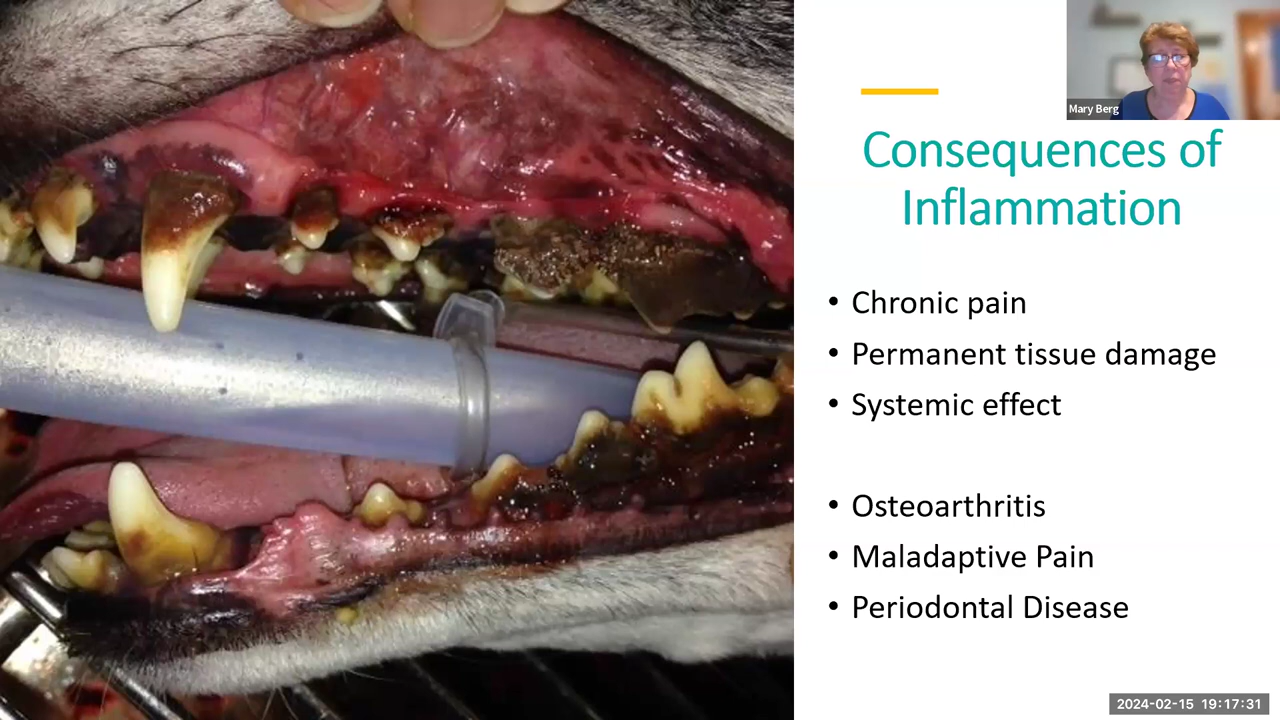 Mary Berg
Consequences of
Inflammation
• Chronic pain
• Permanent tissue damage
• Systemic effect
• Osteoarthritis
• Maladaptive Pain
• Periodontal Disease
2024-02-15 19:17:31